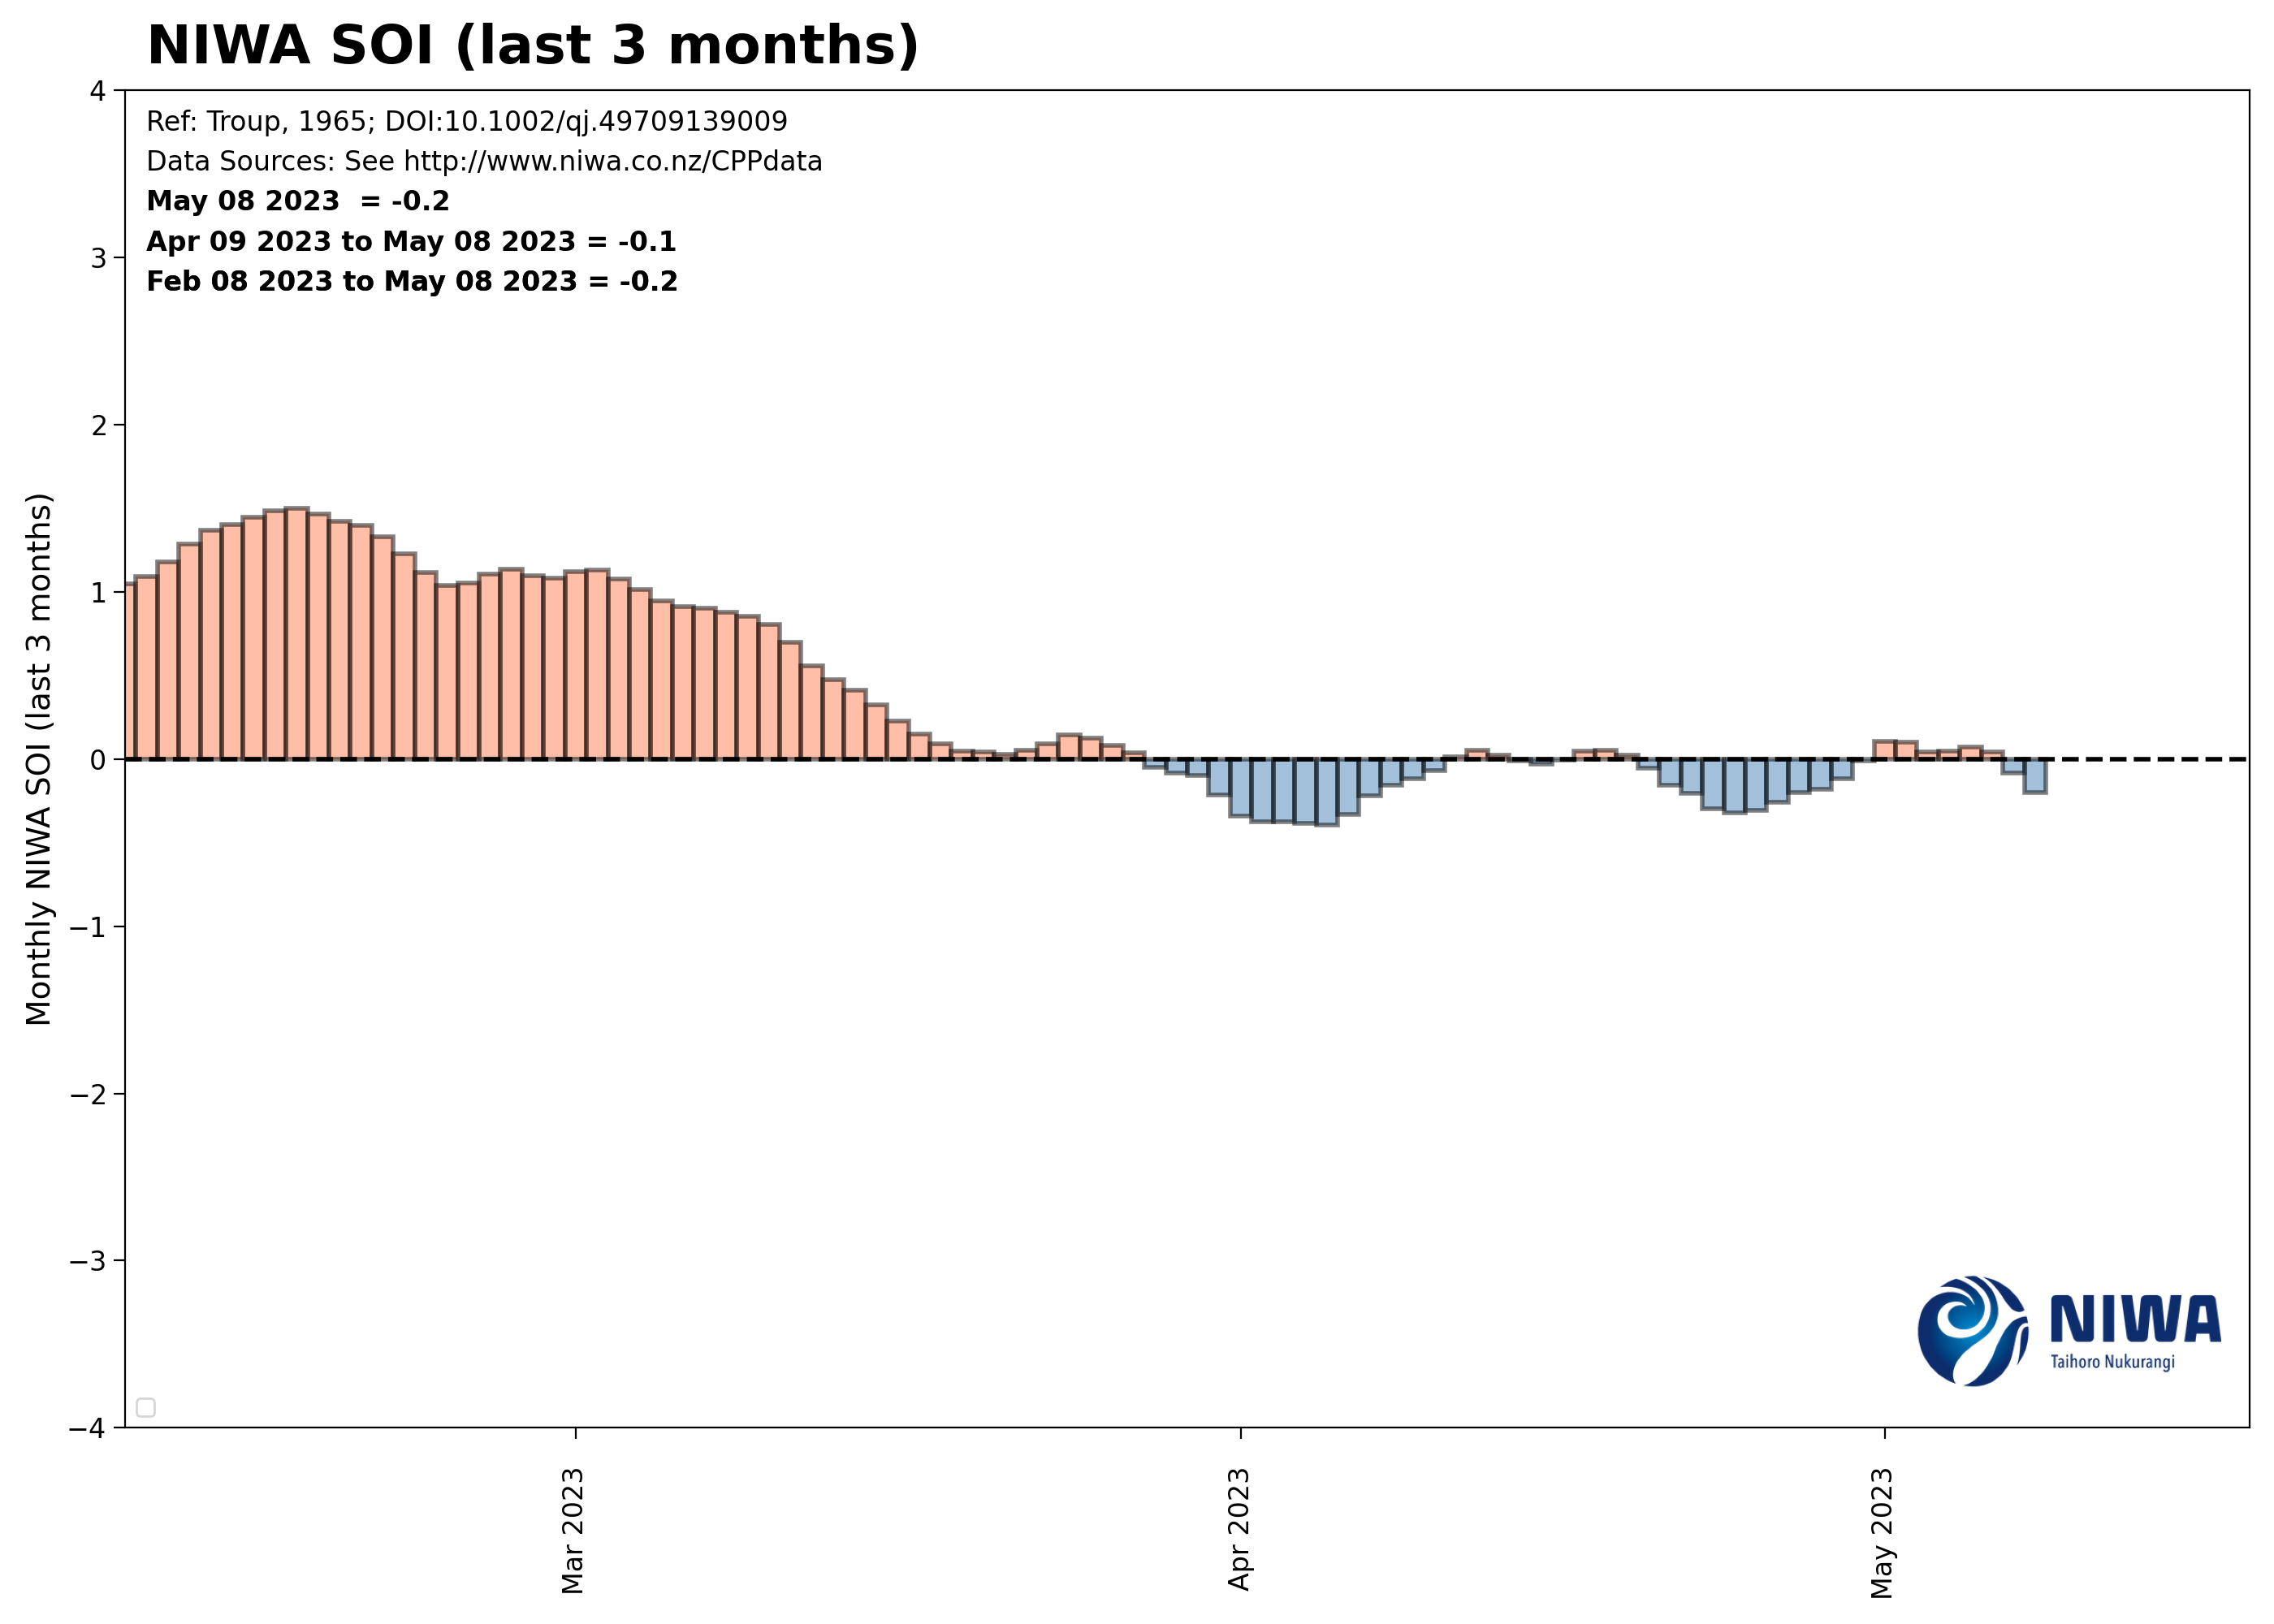 NIWA SOI (last 3 months)
Ref: Troup, 1965; DOI:10.1002/qj.49709139009
Data Sources: See http://www.niwa.co.nz/CPPdata
May 08 2023  = -0.2
Apr 09 2023 to May 08 2023 = -0.1
Feb 08 2023 to May 08 2023 = -0.2
Monthly NIWA SOI (last 3 months)
4
3
2
1
0
−1
−2
−3
−4
Mar 2023
Apr 2023
May 2023
NIWA
Taihoro Nukurangi